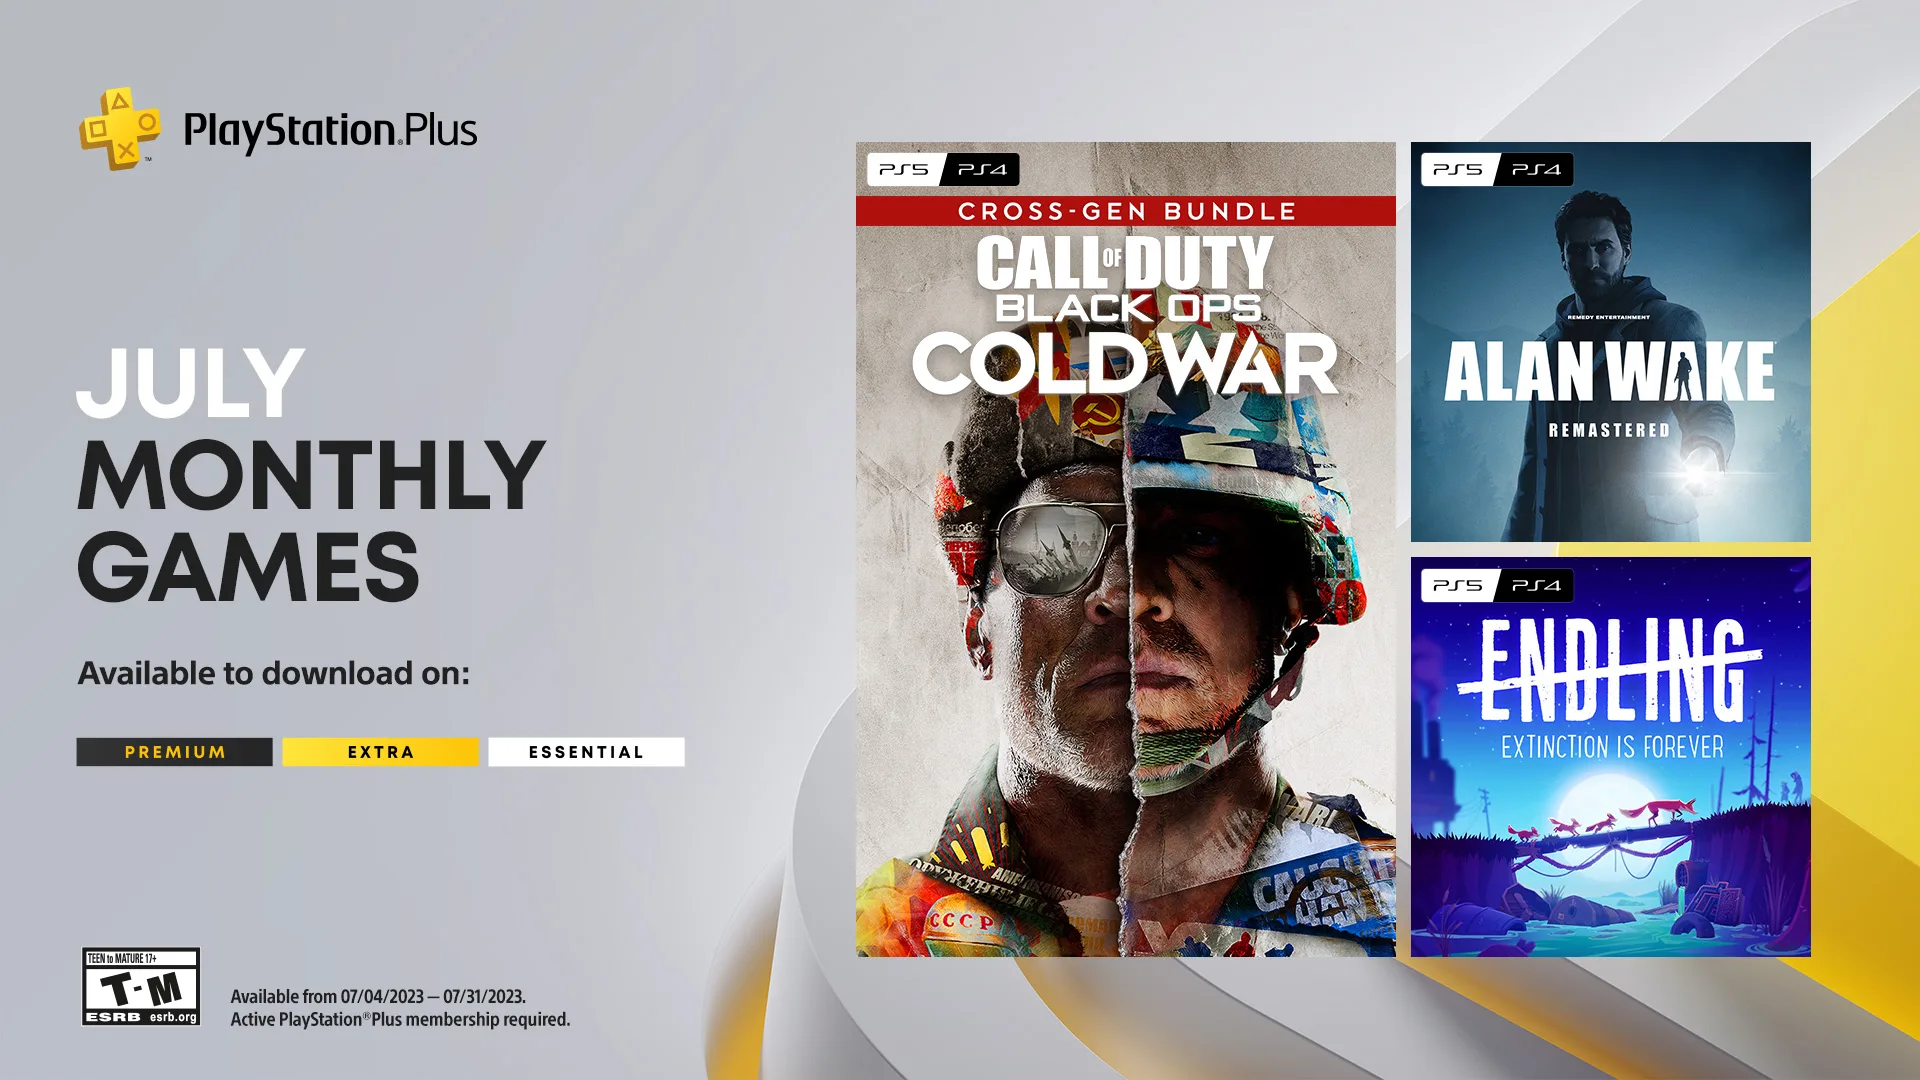 PlayStation®Plus
JULY
MONTHLY
GAMES
Available to download on:
PREMIUM
EXTRA
ESSENTIAL
TEEN to MATURE 17+
T-M
ESRB esrb.org
Available from 07/04/2023 — 07/31/2023.
Active PlayStation®Plus membership required.
PS5 PS4
CROSS-GEN BUNDLE
CALL OF DUTY
BLACK OPS
COLD WAR
CCCP
PS5 PS4
REMEDY ENTERTAINMENT
ALAN WAKE
REMASTERED
PS5 PS4
ENDLING
EXTINCTION IS FOREVER